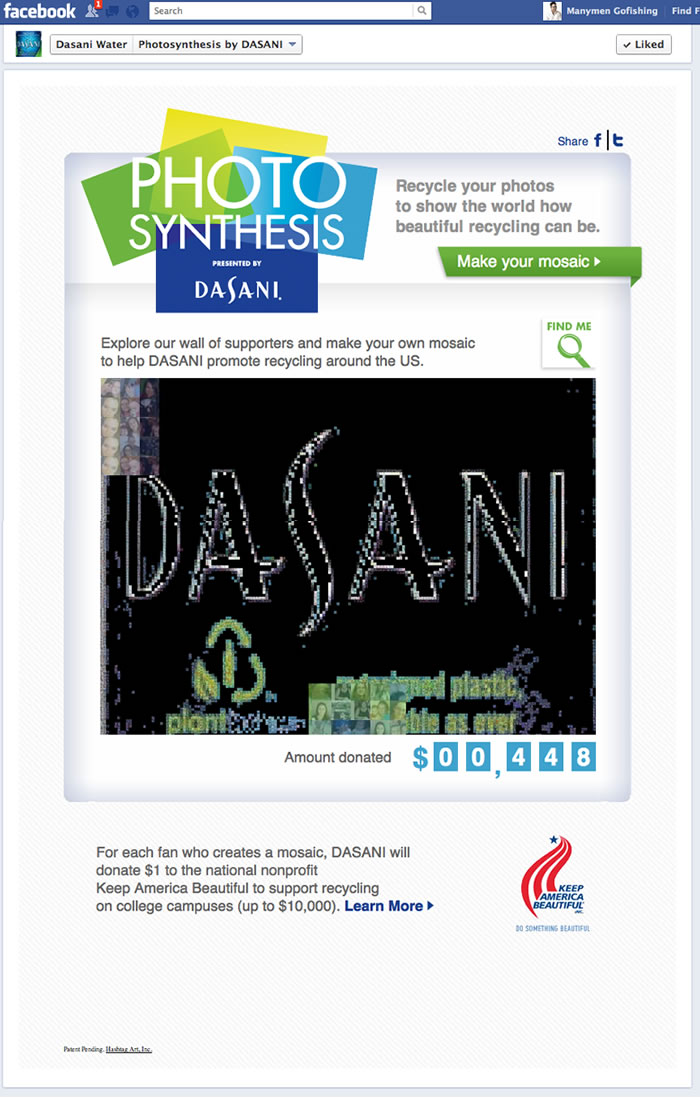 facebook 1 Search Manymen Gofishing Find F
DASANI Dasani Water Photosynthesis by DASANI Liked
Share f t
PHOTO
SYNTHESIS
PRESENTED BY
DASANI
Recycle your photos
to show the world how
beautiful recycling can be.
Make your mosaic
Explore our wall of supporters and make your own mosaic
to help DASANI promote recycling around the US.
FIND ME
DASANI
plastic
plant
ble as ever
Amount donated $00,448
For each fan who creates a mosaic, DASANI will
donate $1 to the national nonprofit
Keep America Beautiful to support recycling
on college campuses (up to $10,000). Learn More
KEEP
AMERICA
BEAUTIFUL
INC.
DO SOMETHING BEAUTIFUL
Patent Pending. Hashtag Art, Inc.